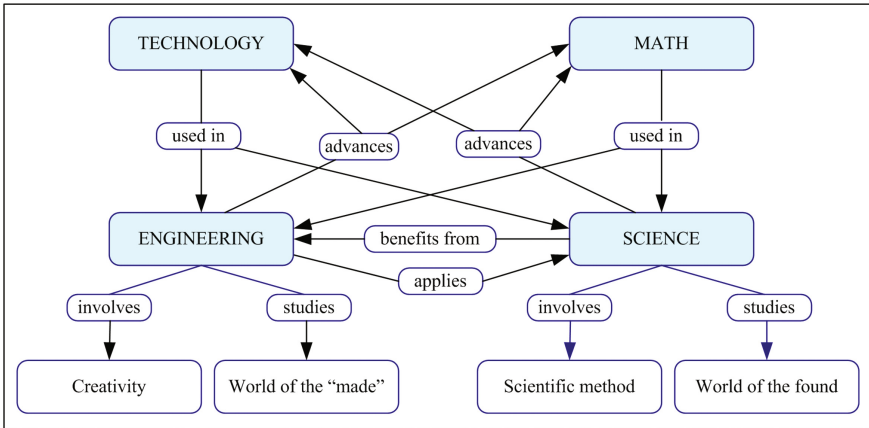 TECHNOLOGY
MATH
used in
advances
advances
used in
ENGINEERING
benefits from
SCIENCE
applies
involves
studies
involves
studies
Creativity
World of the “made”
Scientific method
World of the found